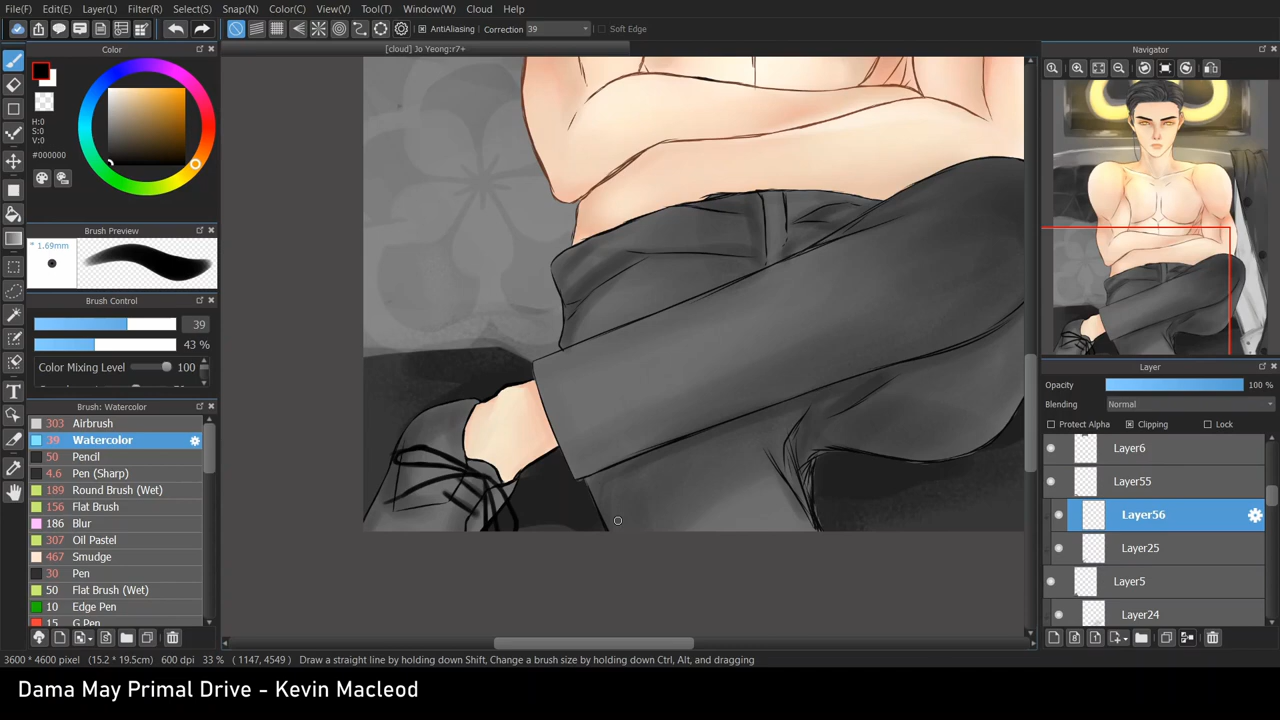 File(F) Edit(E) Layer(L) Filter(R) Select(S) Snap(N) Color(C) View(V) Tool(T) Window(W) Cloud Help
AntiAliasing Correction 39 Soft Edge
Color
[cloud] Jo Yeong:r7+
Navigator
H:0
S:0
V:0
#000000
Brush Preview
* 1.69mm
Brush Control
39
43 %
Color Mixing Level 100
Brush: Watercolor
303 Airbrush
39 Watercolor
50 Pencil
4.6 Pen (Sharp)
189 Round Brush (Wet)
156 Flat Brush
186 Blur
307 Oil Pastel
467 Smudge
30 Pen
50 Flat Brush (Wet)
10 Edge Pen
15 G Pen
Layer
Opacity 100 %
Blending Normal
Protect Alpha Clipping Lock
Layer6
Layer55
Layer56
Layer25
Layer5
Layer24
3600 * 4600 pixel (15.2 * 19.5cm) 600 dpi 33 % ( 1147, 4549 ) Draw a straight line by holding down Shift, Change a brush size by holding down Ctrl, Alt, and dragging
Dama May Primal Drive - Kevin Macleod